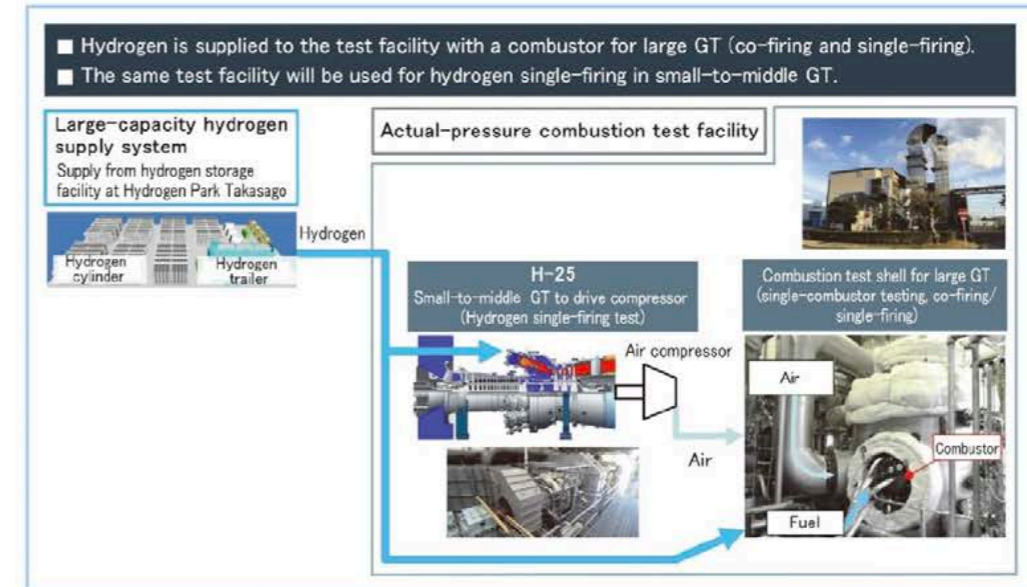 ■ Hydrogen is supplied to the test facility with a combustor for large GT (co-firing and single-firing).
■ The same test facility will be used for hydrogen single-firing in small-to-middle GT.
Large-capacity hydrogen
supply system
Supply from hydrogen storage
facility at Hydrogen Park Takasago
Actual-pressure combustion test facility
Hydrogen
cylinder
Hydrogen
trailer
Hydrogen
H-25
Small-to-middle GT to drive compressor
(Hydrogen single-firing test)
Air compressor
Air
Combustion test shell for large GT
(single-combustor testing, co-firing/
single-firing)
Air
Combustor
Fuel